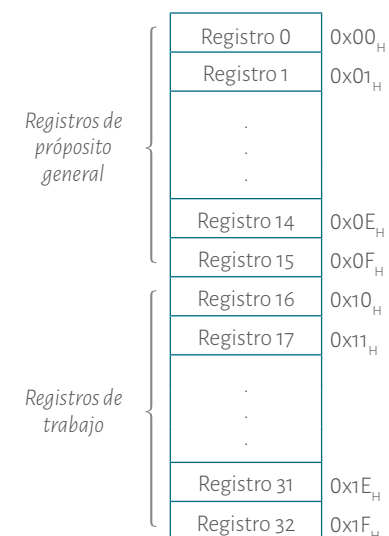 Registro 0 0x00H
Registro 1 0x01H
Registros de
próposito
general
.
.
.
Registro 14 0x0EH
Registro 15 0x0FH
Registro 16 0x10H
Registro 17 0x11H
Registros de
trabajo
.
.
.
Registro 31 0x1EH
Registro 32 0x1FH